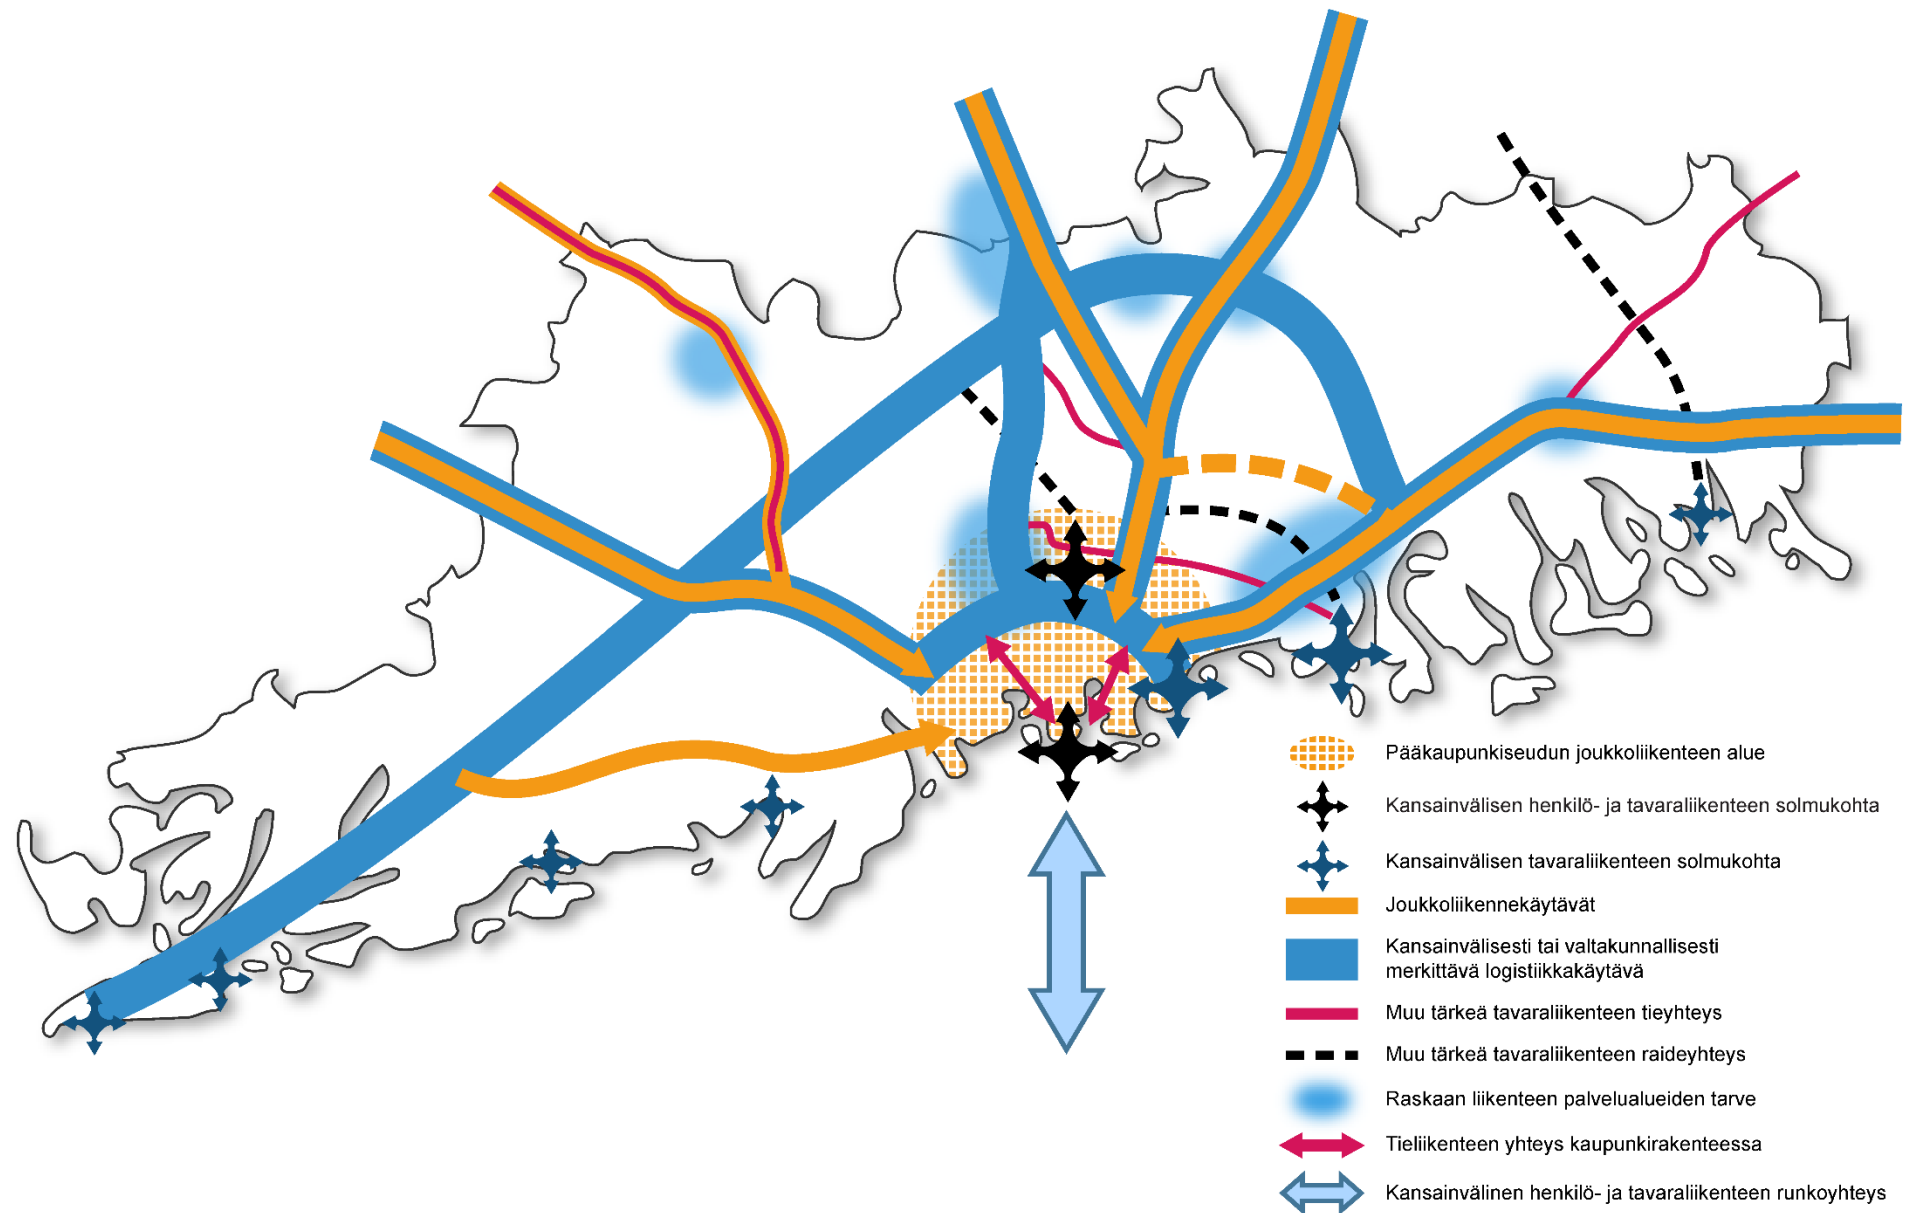 Pääkaupunkiseudun joukkoliikenteen alue
Kansainvälisen henkilö- ja tavaraliikenteen solmukohta
Kansainvälisen tavaraliikenteen solmukohta
Joukkoliikennekäytävät
Kansainvälisesti tai valtakunnallisesti
merkittävä logistiikkakäytävä
Muu tärkeä tavaraliikenteen tieyhteys
Muu tärkeä tavaraliikenteen raideyhteys
Raskaan liikenteen palvelualueiden tarve
Tieliikenteen yhteys kaupunkirakenteessa
Kansainvälinen henkilö- ja tavaraliikenteen runkoyhteys